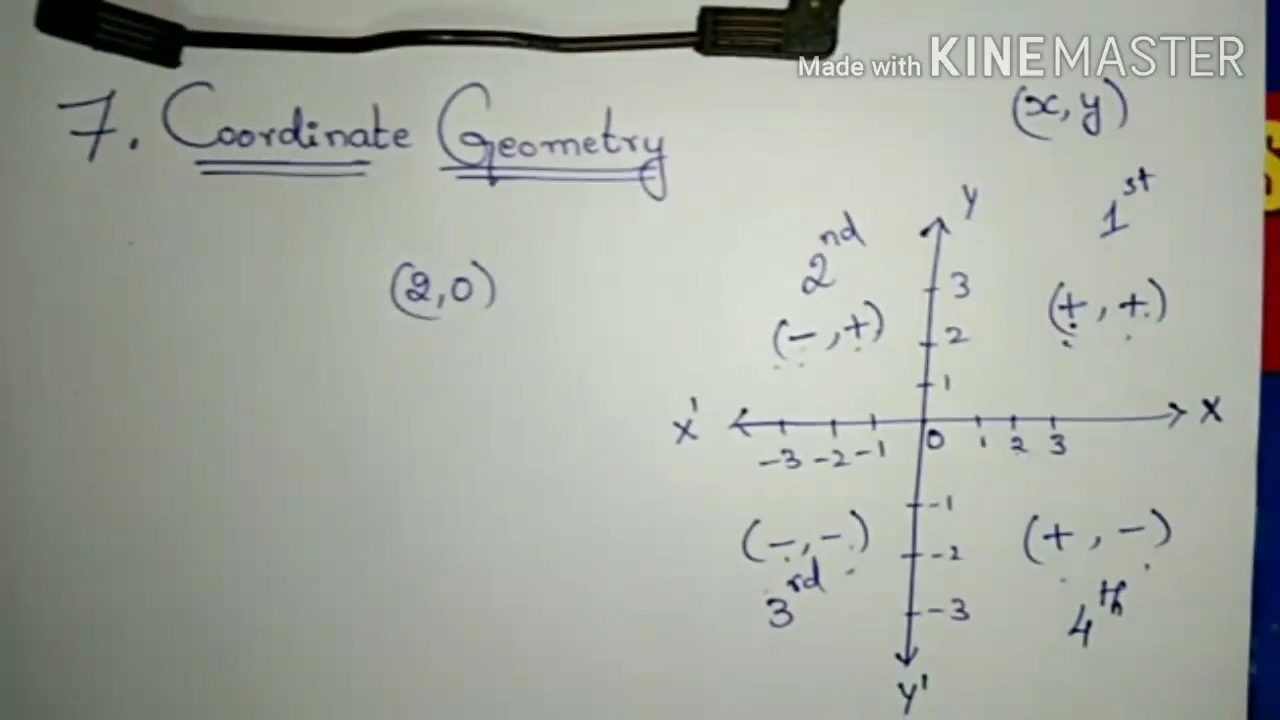 Made with KINEMASTER
7. Coordinate Geometry
(x, y)
(2,0)
Y
1st
2nd
3
(+, +)
(-, +)
2
1
X'
X
-3 -2 -1 0 1 2 3
-1
(-, -)
(+, -)
-2
3rd
4th
-3
Y'